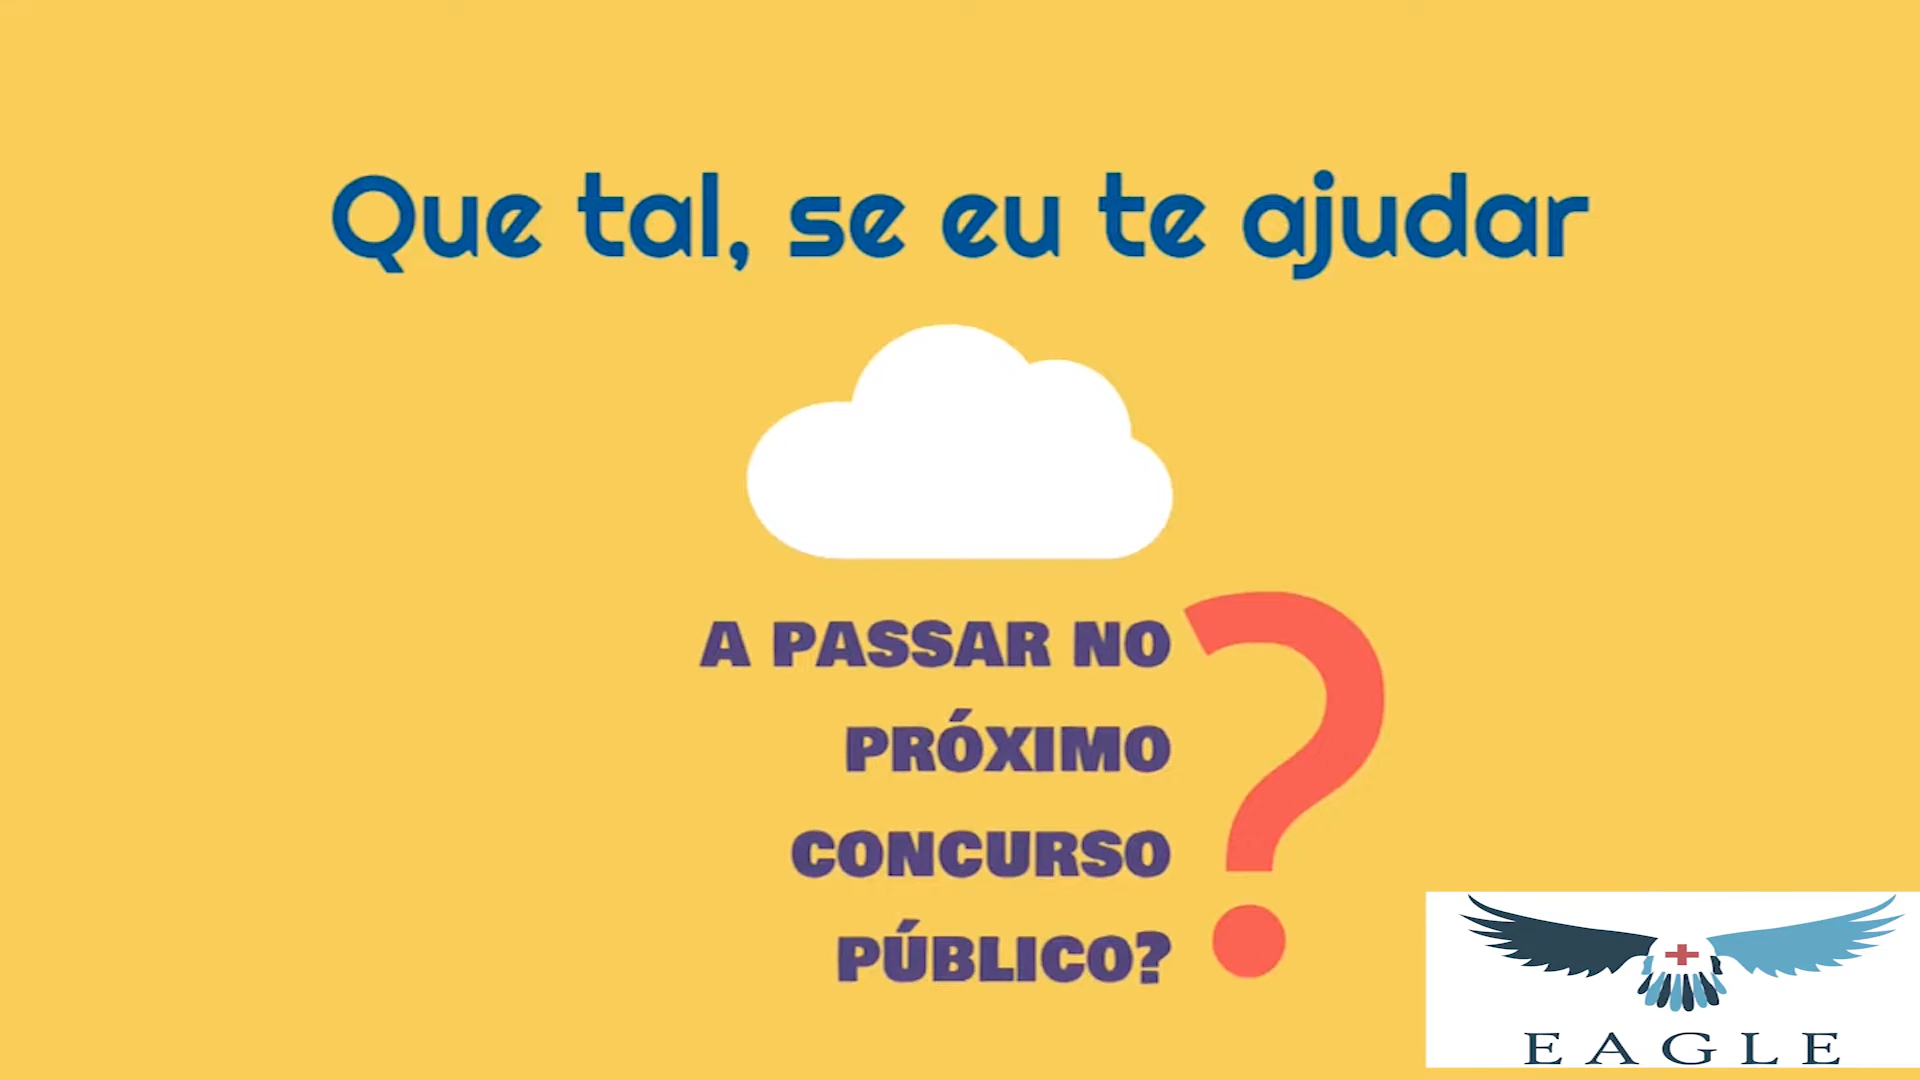 Que tal, se eu te ajudar
A PASSAR NO
PRÓXIMO
CONCURSO
PÚBLICO?
?
EAGLE